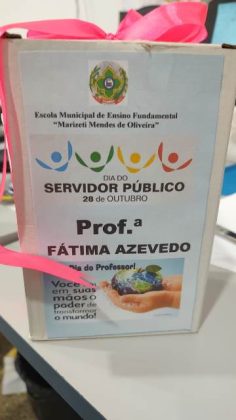 Escola Municipal de Ensino Fundamental
"Marizeti Mendes de Oliveira"
DIA DO
SERVIDOR PÚBLICO
28 de OUTUBRO
Prof.ª
FÁTIMA AZEVEDO
Dia do Professor!
Você
em suas
mãos o
poder de
transformar
o mundo!